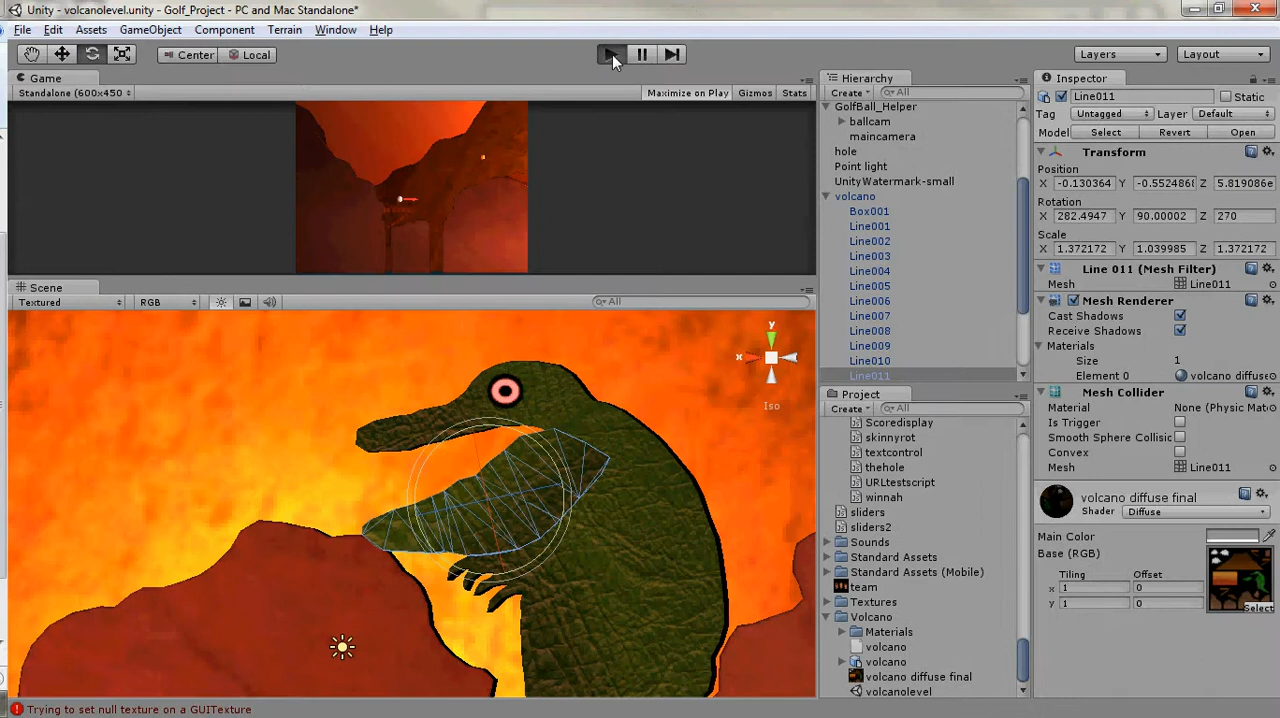 Unity - volcanolevel.unity - Golf_Project - PC and Mac Standalone*
File Edit Assets GameObject Component Terrain Window Help
Center Local Layers Layout
Game
Standalone (600x450 Maximize on Play Gizmos Stats
Scene
Textured RGB All
y
x
Iso
Hierarchy
Create All
GolfBall_Helper
ballcam
maincamera
hole
Point light
UnityWatermark-small
volcano
Box001
Line001
Line002
Line003
Line004
Line005
Line006
Line007
Line008
Line009
Line010
Line011
Project
Create All
Scoredisplay
skinnyrot
textcontrol
thehole
URLtestscript
winnah
sliders
sliders2
Sounds
Standard Assets
Standard Assets (Mobile)
team
Textures
Volcano
Materials
volcano
volcano
volcano diffuse final
volcanolevel
Inspector
Line011 Static
Tag Untagged Layer Default
Model Select Revert Open
Transform
Position
X -0.130364 Y -0.552486 Z 5.819086e
Rotation
X 282.4947 Y 90.00002 Z 270
Scale
X 1.372172 Y 1.039985 Z 1.372172
Line 011 (Mesh Filter)
Mesh Line011
Mesh Renderer
Cast Shadows
Receive Shadows
Materials
Size 1
Element 0 volcano diffuse
Mesh Collider
Material None (Physic Mat
Is Trigger
Smooth Sphere Collisic
Convex
Mesh Line011
volcano diffuse final
Shader Diffuse
Main Color
Base (RGB)
Tiling Offset
x 1 0
y 1 0
Select
Trying to set null texture on a GUITexture